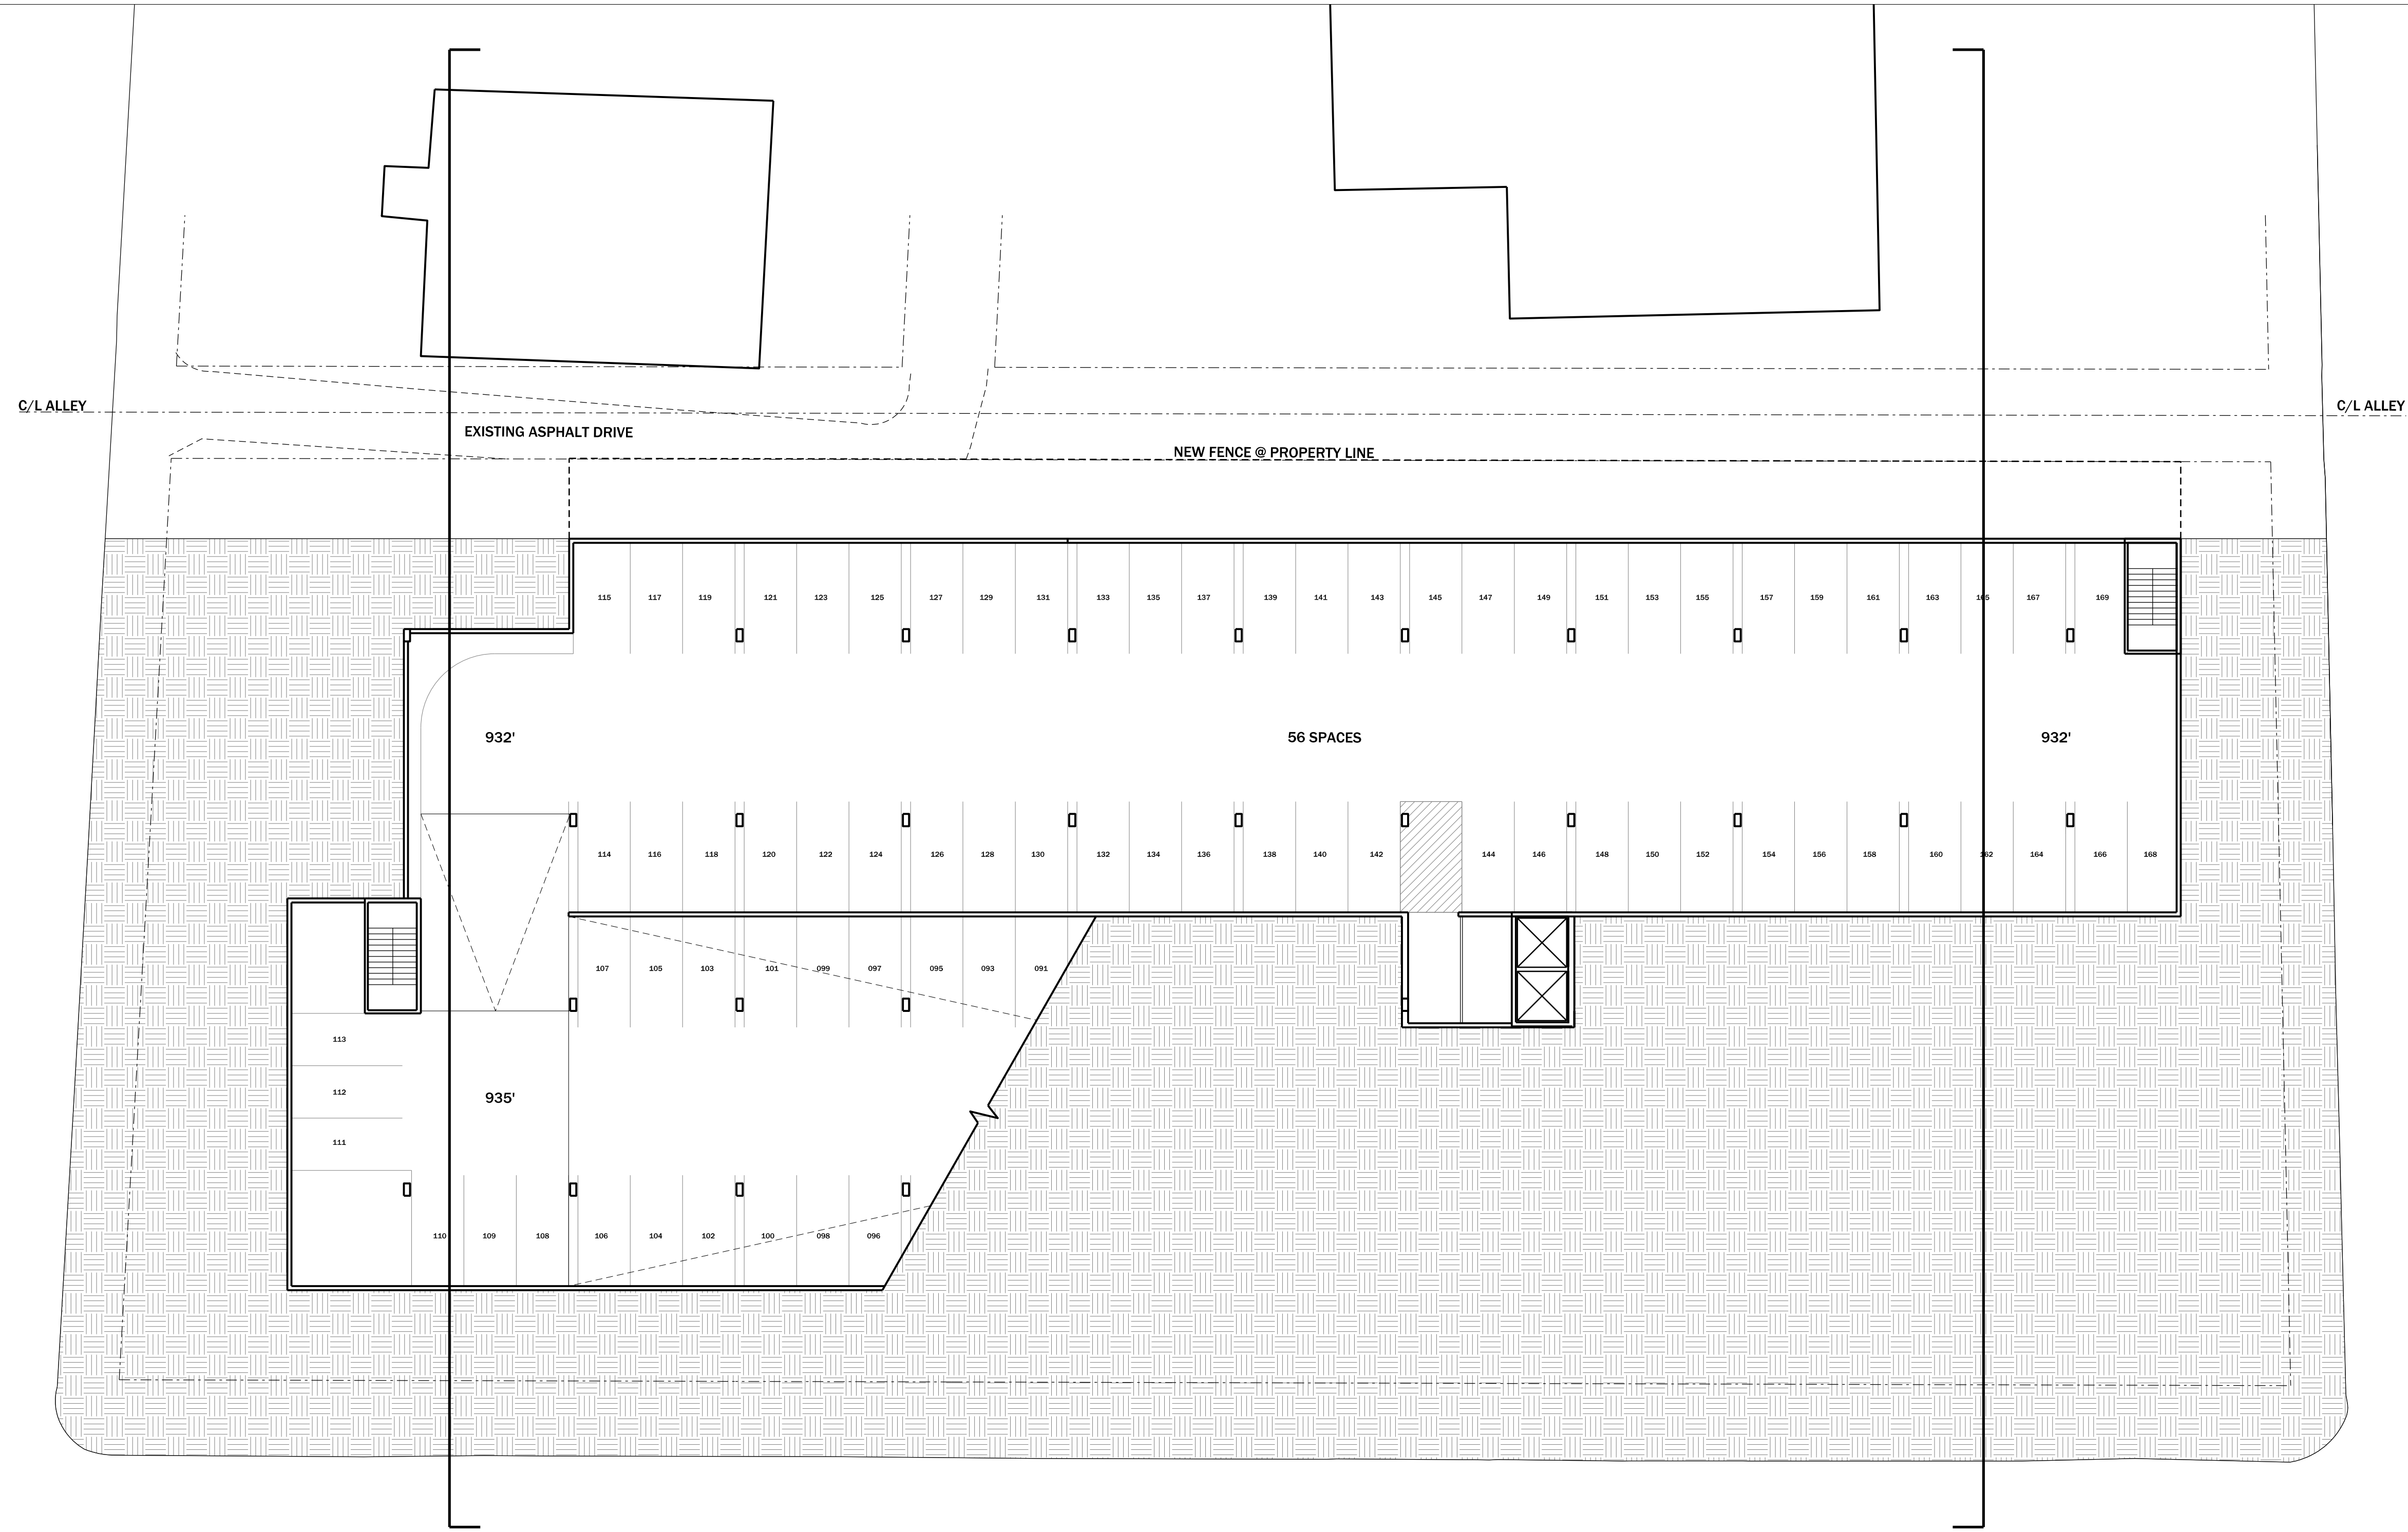 C/L ALLEY
C/L ALLEY
EXISTING ASPHALT DRIVE
NEW FENCE @ PROPERTY LINE
115 117 119 121 123 125 127 129 131 133 135 137 139 141 143 145 147 149 151 153 155 157 159 161 163 165 167 169
932' 56 SPACES 932'
114 116 118 120 122 124 126 128 130 132 134 136 138 140 142 144 146 148 150 152 154 156 158 160 162 164 166 168
107 105 103 101 099 097 095 093 091
113
112
935'
111
110 109 108 106 104 102 100 098 096